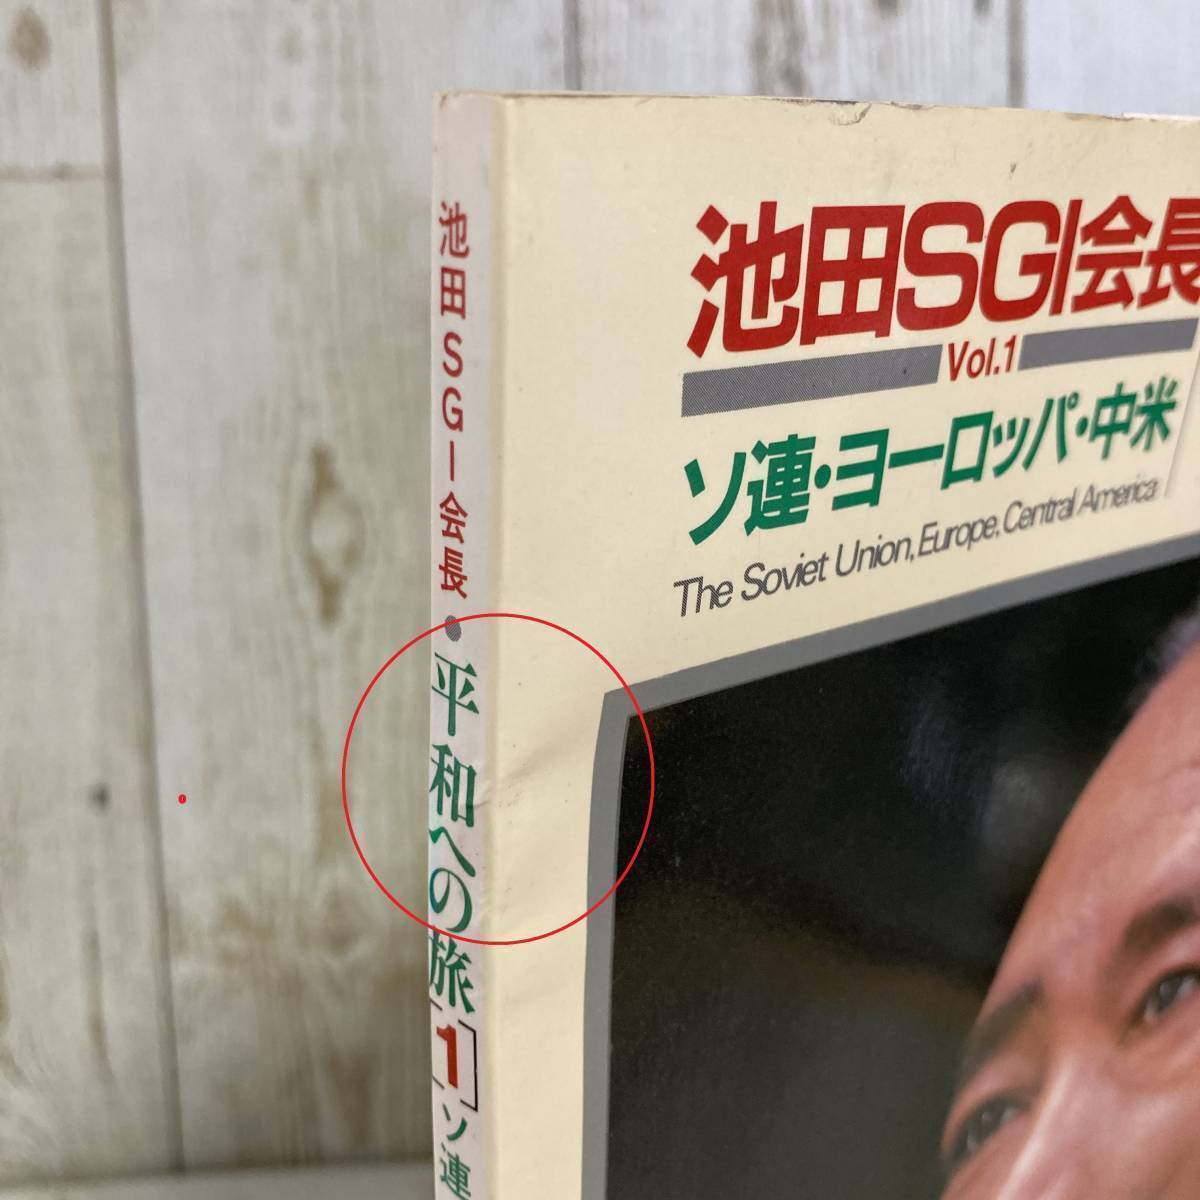 池田SGI会長
Vol.1
ソ連・ヨーロッパ・中米
The Soviet Union, Europe, Central America
池田SGI会長●平和への旅[1]ソ連